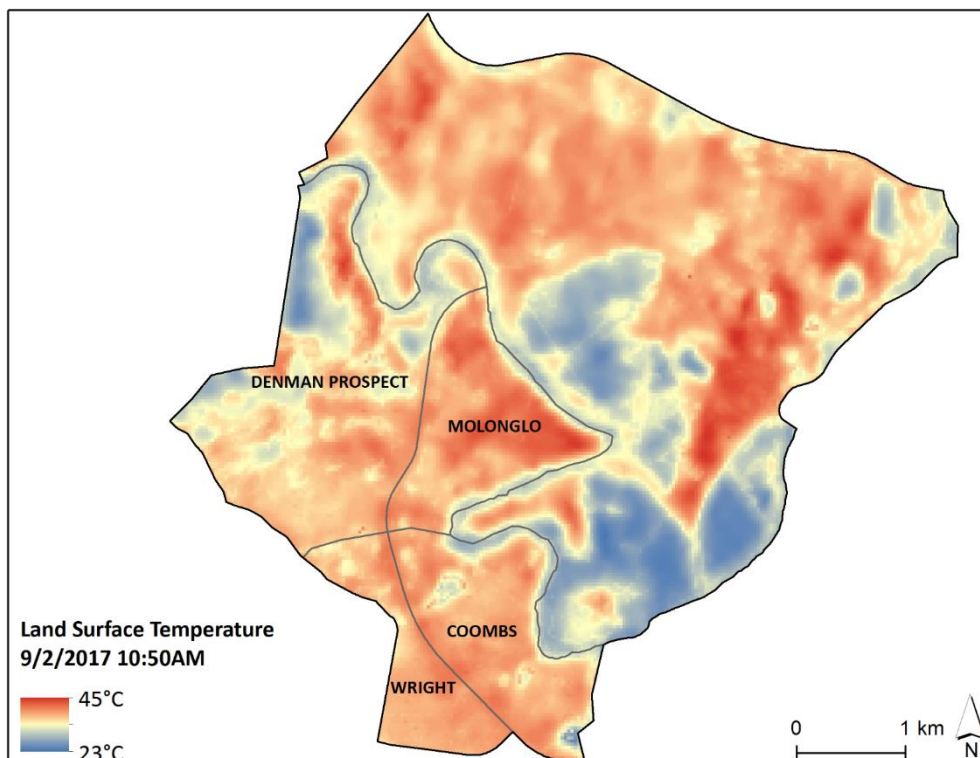 DENMAN PROSPECT
MOLONGLO
COOMBS
WRIGHT
Land Surface Temperature
9/2/2017 10:50AM
45°C
23°C
0 1 km
N